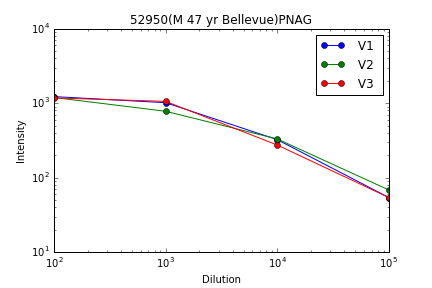 52950(M 47 yr Bellevue)PNAG
10^4
10^3
10^2
10^1
Intensity
V1
V2
V3
10^2 10^3 10^4 10^5
Dilution